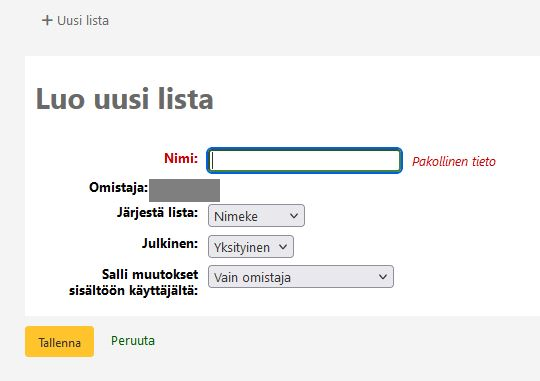 + Uusi lista
Luo uusi lista
Nimi: Pakollinen tieto
Omistaja:
Järjestä lista: Nimeke
Julkinen: Yksityinen
Salli muutokset Vain omistaja
sisältöön käyttäjältä:
Tallenna Peruuta